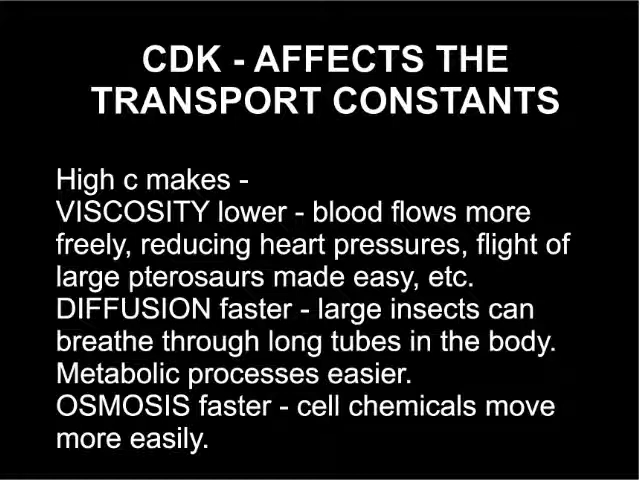 CDK - AFFECTS THE
TRANSPORT CONSTANTS
High c makes -
VISCOSITY lower - blood flows more
freely, reducing heart pressures, flight of
large pterosaurs made easy, etc.
DIFFUSION faster - large insects can
breathe through long tubes in the body.
Metabolic processes easier.
OSMOSIS faster - cell chemicals move
more easily.